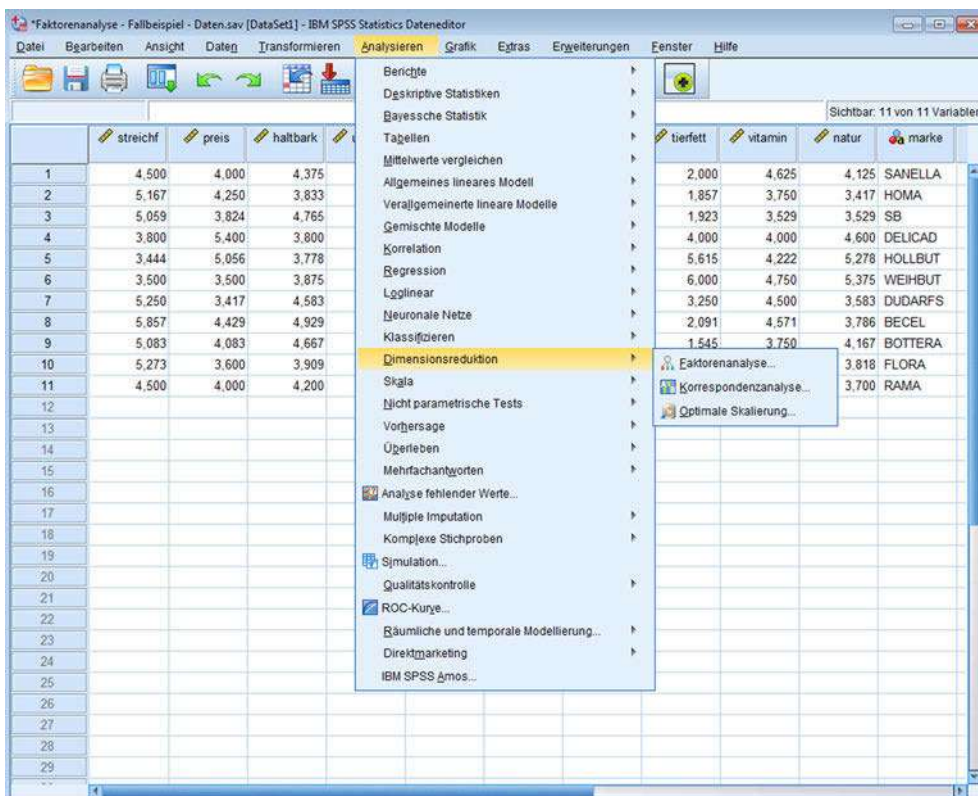 *Faktorenanalyse - Fallbeispiel - Daten.sav [DataSet1] - IBM SPSS Statistics Dateneditor
Datei Bearbeiten Ansicht Daten Transformieren Analysieren Grafik Extras Erweiterungen Fenster Hilfe
Sichtbar: 11 von 11 Variablen
streichf preis haltbark tierfett vitamin natur marke
1 4,500 4,000 4,375 2,000 4,625 4,125 SANELLA
2 5,167 4,250 3,833 1,857 3,750 3,417 HOMA
3 5,059 3,824 4,765 1,923 3,529 3,529 SB
4 3,800 5,400 3,800 4,000 4,000 4,600 DELICAD
5 3,444 5,056 3,778 5,615 4,222 5,278 HOLLBUT
6 3,500 3,500 3,875 6,000 4,750 5,375 WEIHBUT
7 5,250 3,417 4,583 3,250 4,500 3,583 DUDARFS
8 5,857 4,429 4,929 2,091 4,571 3,786 BECEL
9 5,083 4,083 4,667 1,545 3,750 4,167 BOTTERA
10 5,273 3,600 3,909 3,818 FLORA
11 4,500 4,000 4,200 3,700 RAMA
12
13
14
15
16
17
18
19
20
21
22
23
24
25
26
27
28
29
Berichte
Deskriptive Statistiken
Bayessche Statistik
Tabellen
Mittelwerte vergleichen
Allgemeines lineares Modell
Verallgemeinerte lineare Modelle
Gemischte Modelle
Korrelation
Regression
Loglinear
Neuronale Netze
Klassifizieren
Dimensionsreduktion
Skala
Nicht parametrische Tests
Vorhersage
Überleben
Mehrfachantworten
Analyse fehlender Werte...
Multiple Imputation
Komplexe Stichproben
Simulation...
Qualitätskontrolle
ROC-Kurve...
Räumliche und temporale Modellierung...
Direktmarketing
IBM SPSS Amos...
Faktorenanalyse...
Korrespondenzanalyse...
Optimale Skalierung...